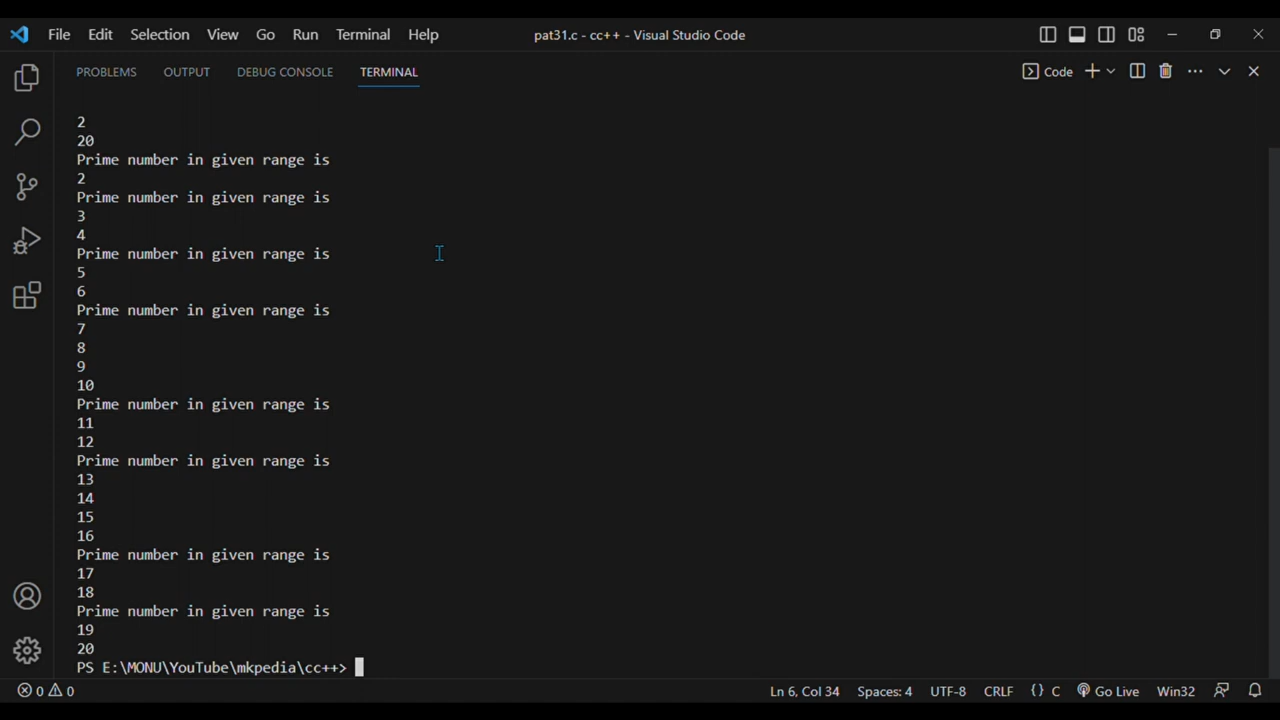 File Edit Selection View Go Run Terminal Help pat31.c - cc++ - Visual Studio Code
PROBLEMS OUTPUT DEBUG CONSOLE TERMINAL Code
2
20
Prime number in given range is
2
Prime number in given range is
3
4
Prime number in given range is
5
6
Prime number in given range is
7
8
9
10
Prime number in given range is
11
12
Prime number in given range is
13
14
15
16
Prime number in given range is
17
18
Prime number in given range is
19
20
PS E:\MONU\YouTube\mkpedia\cc++>
0 0 Ln 6, Col 34 Spaces: 4 UTF-8 CRLF {} C Go Live Win32